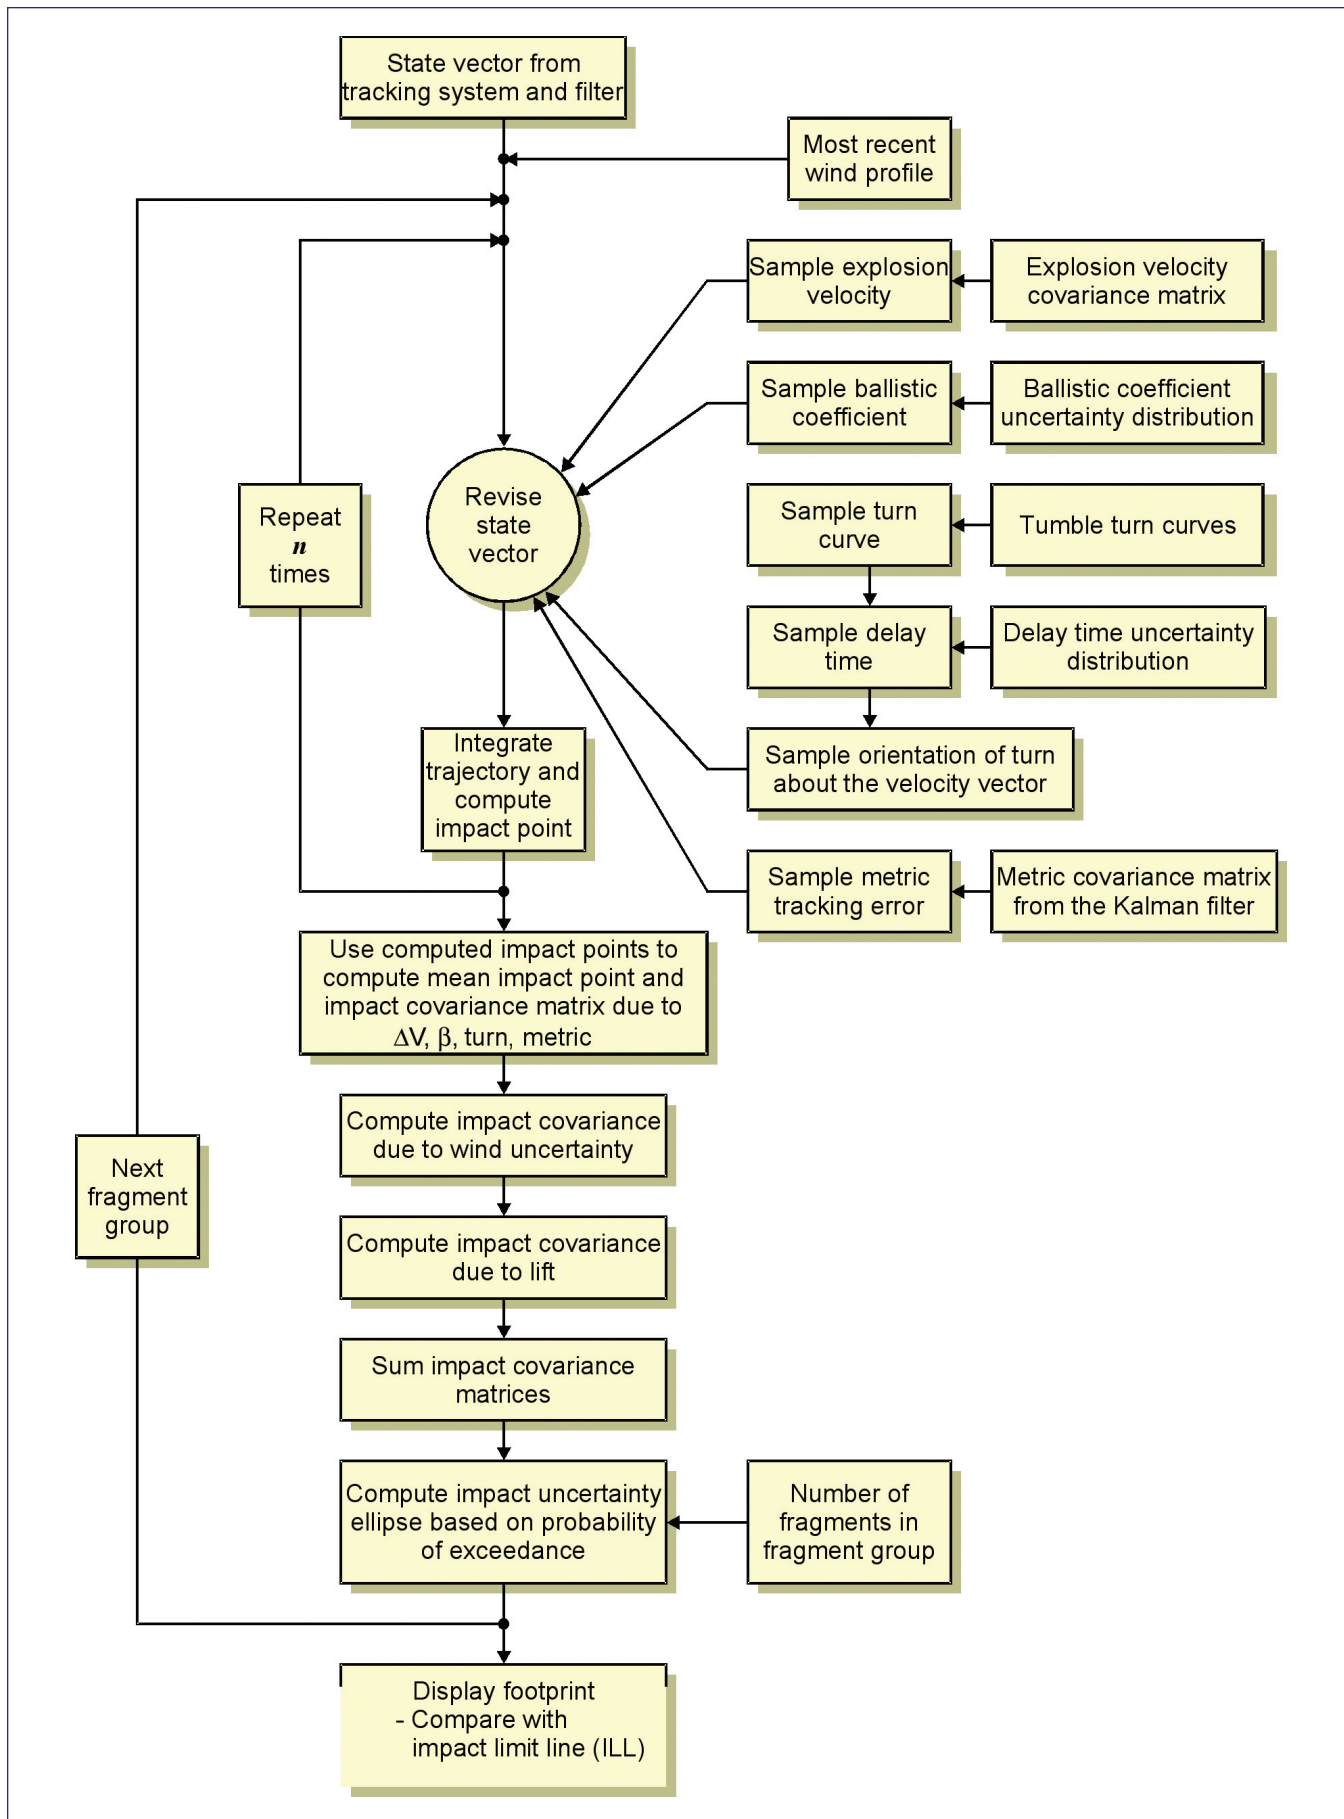 State vector from
tracking system and filter
Most recent
wind profile
Sample explosion
velocity
Explosion velocity
covariance matrix
Sample ballistic
coefficient
Ballistic coefficient
uncertainty distribution
Repeat
n
times
Revise
state
vector
Sample turn
curve
Tumble turn curves
Sample delay
time
Delay time uncertainty
distribution
Integrate
trajectory and
compute
impact point
Sample orientation of turn
about the velocity vector
Sample metric
tracking error
Metric covariance matrix
from the Kalman filter
Use computed impact points to
compute mean impact point and
impact covariance matrix due to
ΔV, β, turn, metric
Compute impact covariance
due to wind uncertainty
Next
fragment
group
Compute impact covariance
due to lift
Sum impact covariance
matrices
Compute impact uncertainty
ellipse based on probability
of exceedance
Number of
fragments in
fragment group
Display footprint
- Compare with
impact limit line (ILL)